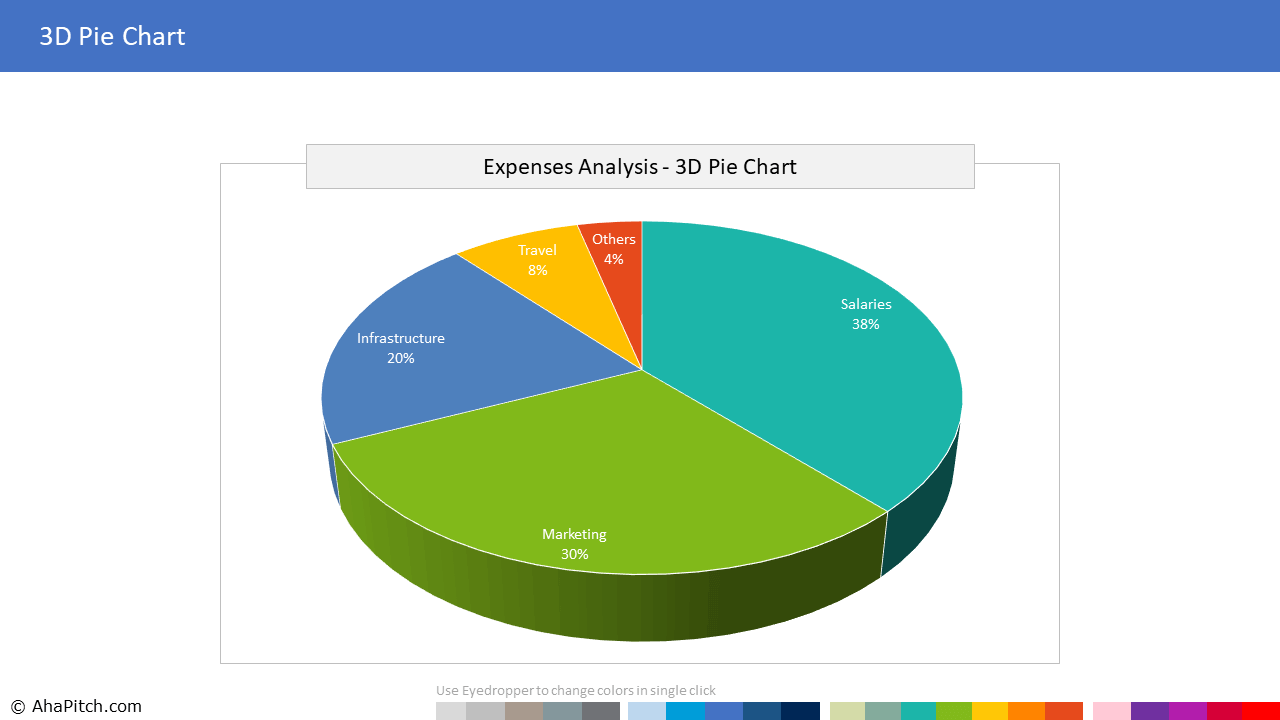 3D Pie Chart
Expenses Analysis - 3D Pie Chart
Others
4%
Travel
8%
Salaries
38%
Infrastructure
20%
Marketing
30%
Use Eyedropper to change colors in single click
© AhaPitch.com